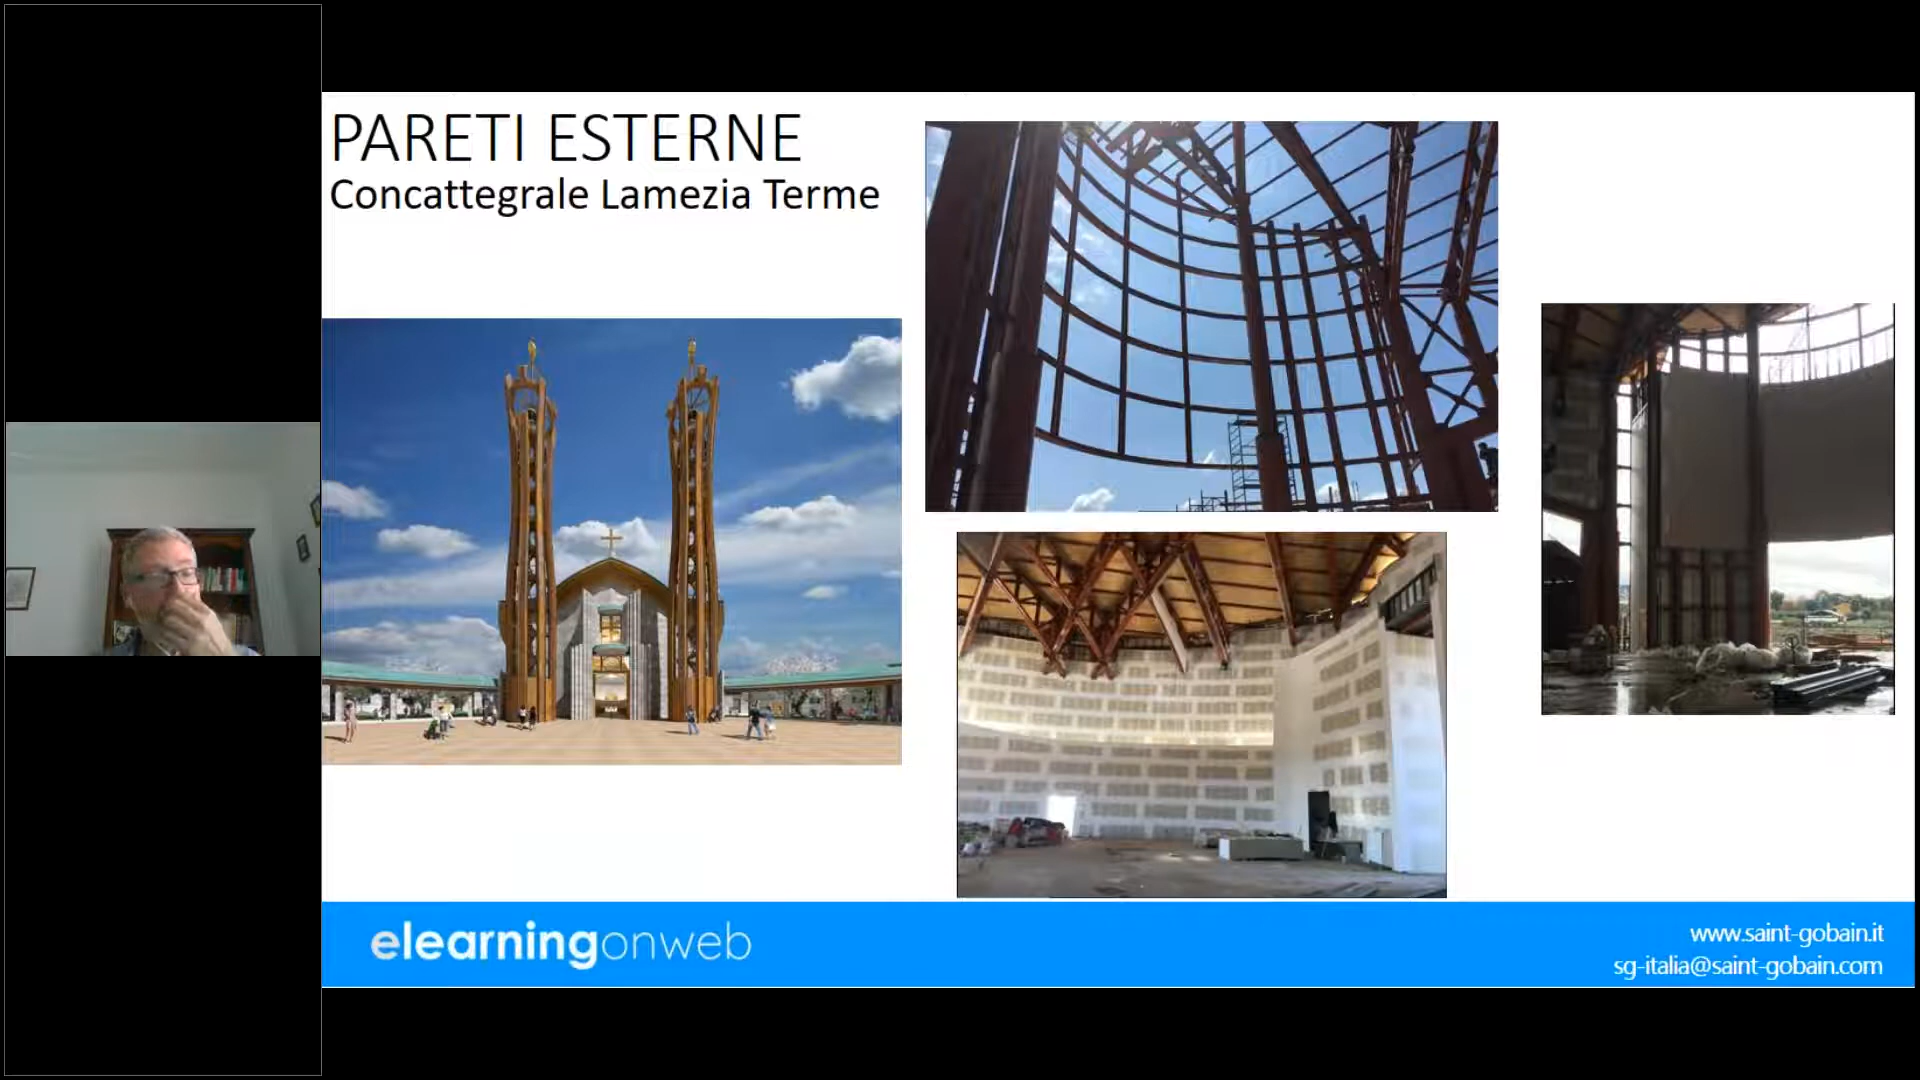 PARETI ESTERNE
Concattegrale Lamezia Terme
elearningonweb
www.saint-gobain.it
sg-italia@saint-gobain.com